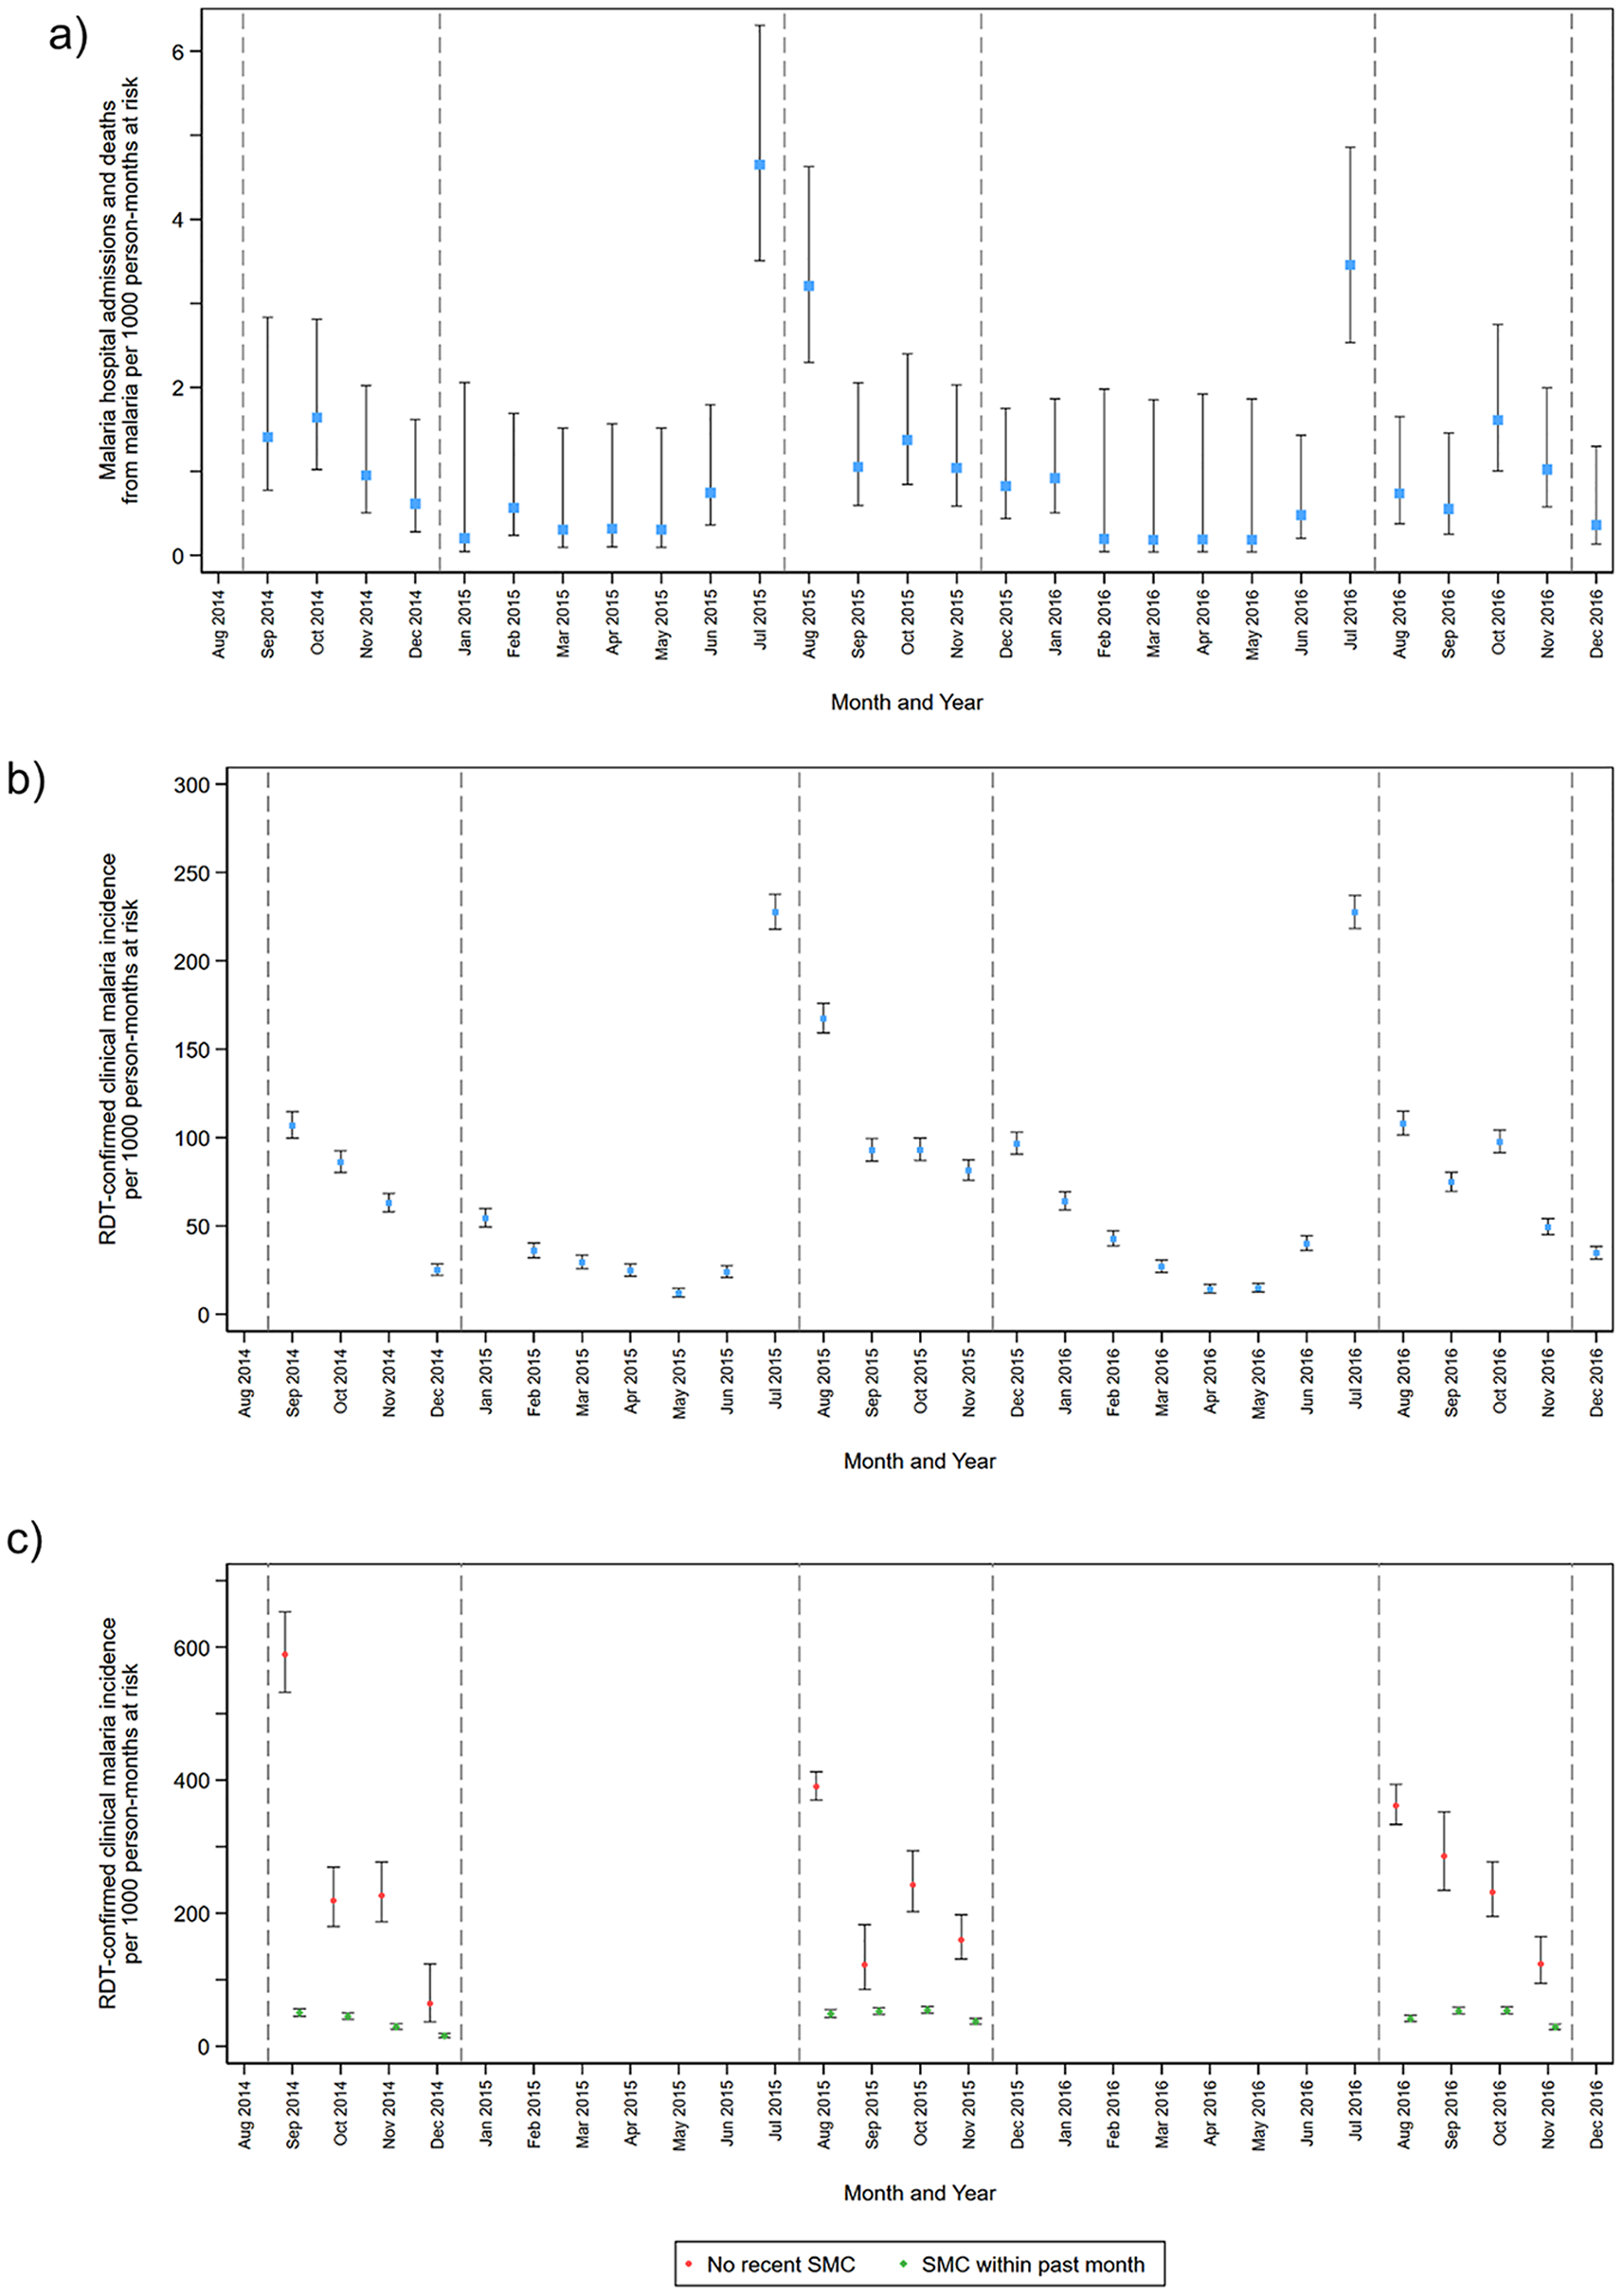 a)
Malaria hospital admissions and deaths
from malaria per 1000 person-months at risk
6
4
2
0
Aug 2014
Sep 2014
Oct 2014
Nov 2014
Dec 2014
Jan 2015
Feb 2015
Mar 2015
Apr 2015
May 2015
Jun 2015
Jul 2015
Aug 2015
Sep 2015
Oct 2015
Nov 2015
Dec 2015
Jan 2016
Feb 2016
Mar 2016
Apr 2016
May 2016
Jun 2016
Jul 2016
Aug 2016
Sep 2016
Oct 2016
Nov 2016
Dec 2016
Month and Year
b)
RDT-confirmed clinical malaria incidence
per 1000 person-months at risk
300
250
200
150
100
50
0
Aug 2014
Sep 2014
Oct 2014
Nov 2014
Dec 2014
Jan 2015
Feb 2015
Mar 2015
Apr 2015
May 2015
Jun 2015
Jul 2015
Aug 2015
Sep 2015
Oct 2015
Nov 2015
Dec 2015
Jan 2016
Feb 2016
Mar 2016
Apr 2016
May 2016
Jun 2016
Jul 2016
Aug 2016
Sep 2016
Oct 2016
Nov 2016
Dec 2016
Month and Year
c)
RDT-confirmed clinical malaria incidence
per 1000 person-months at risk
600
400
200
0
Aug 2014
Sep 2014
Oct 2014
Nov 2014
Dec 2014
Jan 2015
Feb 2015
Mar 2015
Apr 2015
May 2015
Jun 2015
Jul 2015
Aug 2015
Sep 2015
Oct 2015
Nov 2015
Dec 2015
Jan 2016
Feb 2016
Mar 2016
Apr 2016
May 2016
Jun 2016
Jul 2016
Aug 2016
Sep 2016
Oct 2016
Nov 2016
Dec 2016
Month and Year
No recent SMC
SMC within past month